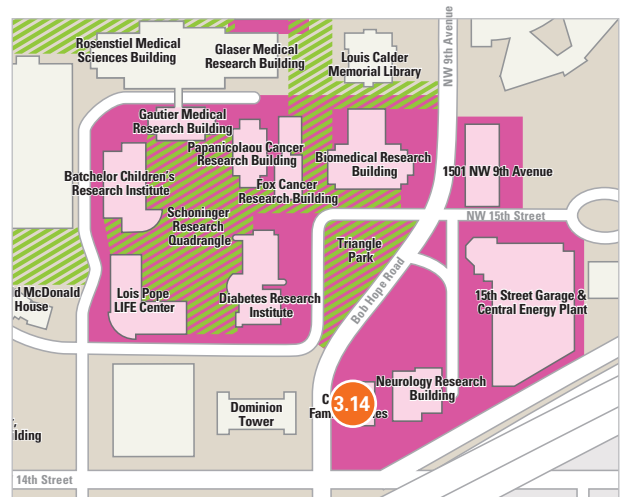 Rosenstiel Medical
Sciences Building
Glaser Medical
Research Building
Louis Calder
Memorial Library
NW 9th Avenue
Gautier Medical
Research Building
Papanicolaou Cancer
Research Building
Biomedical Research
Building
1501 NW 9th Avenue
Batchelor Children's
Research Institute
Fox Cancer
Research Building
Schoninger
Research
Quadrangle
NW 15th Street
Triangle
Park
Bob Hope Road
d McDonald
House
Lois Pope
LIFE Center
Diabetes Research
Institute
15th Street Garage &
Central Energy Plant
Neurology Research
Building
3.14
Dominion
Tower
ilding
14th Street